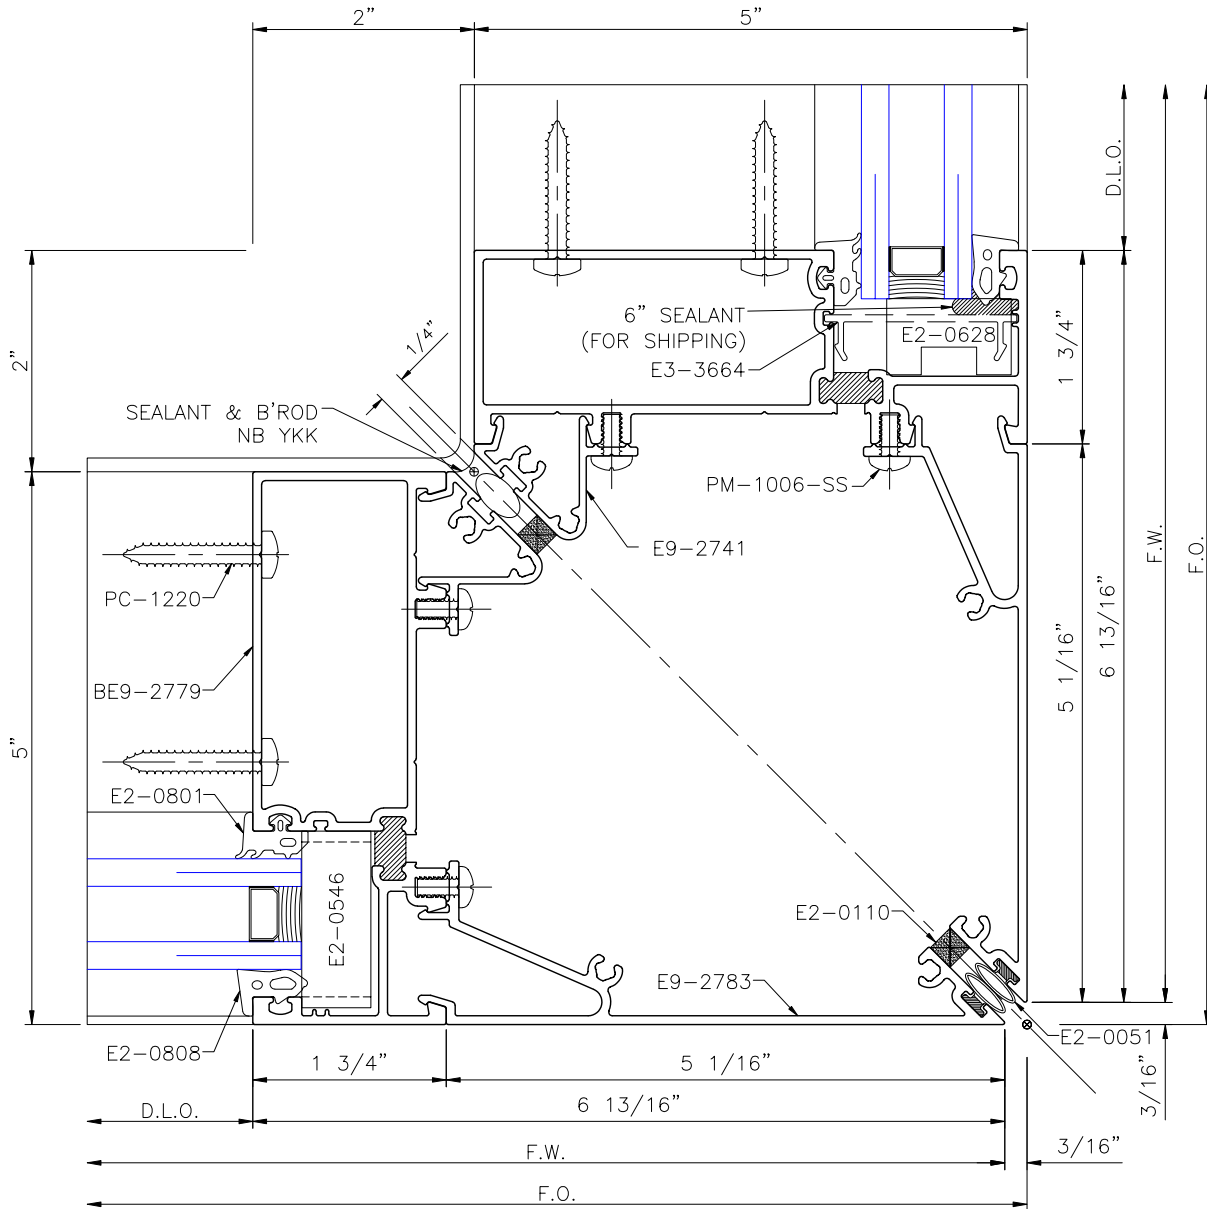 2"
5"
D.L.O.
6" SEALANT
(FOR SHIPPING)
E2-0628
E3-3664
1/4"
1 3/4"
2"
SEALANT & B'ROD
NB YKK
PM-1006-SS
E9-2741
F.W.
F.O.
PC-1220
6 13/16"
5 1/16"
BE9-2779
5"
E2-0801
E2-0546
E2-0110
E9-2783
E2-0808
E2-0051
1 3/4"
5 1/16"
3/16"
D.L.O.
6 13/16"
F.W.
3/16"
F.O.